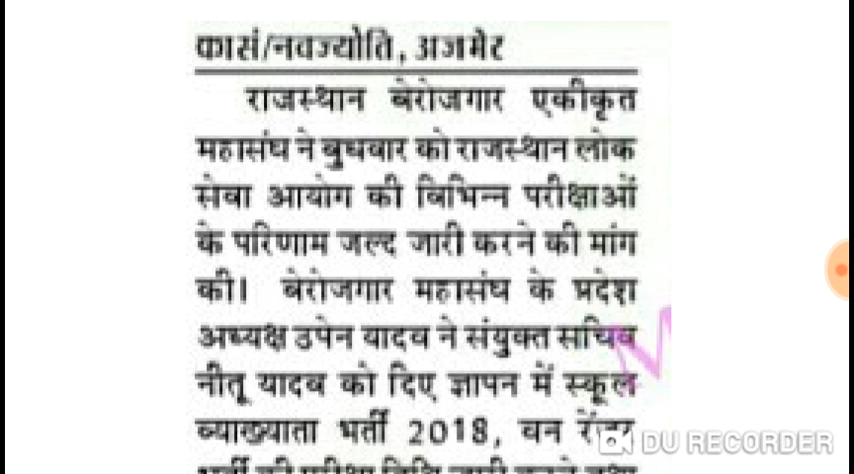 कासं/नवज्योति, अजमेर
राजस्थान बेरोजगार एकीकृत
महासंघ ने बुधवार को राजस्थान लोक
सेवा आयोग की विभिन्न परीक्षाओं
के परिणाम जल्द जारी करने की मांग
की। बेरोजगार महासंघ के प्रदेश
अध्यक्ष उपेन यादव ने संयुक्त सचिव
नीतू यादव को दिए ज्ञापन में स्कूल
व्याख्याता भर्ती 2018, वन रेंजर
DU RECORDER